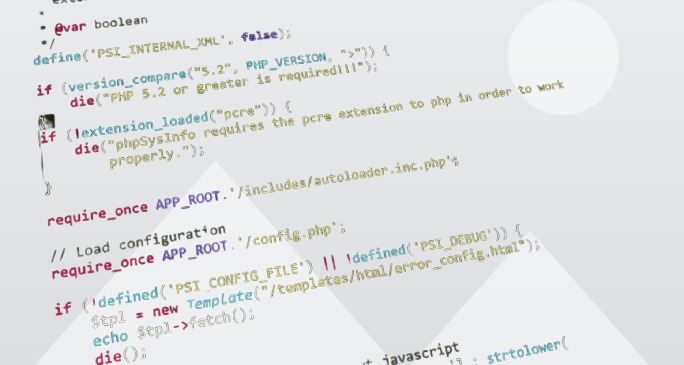 *
* @var boolean
*/
define('PSI_INTERNAL_XML', false);
if (version_compare("5.2", PHP_VERSION, ">")) {
die("PHP 5.2 or greater is required!!!");
if (!extension_loaded("pcre")) {
die("phpSysInfo requires the pcre extension to php in order to work
properly.");
}
require_once APP_ROOT.'/includes/autoloader.inc.php';
// Load configuration
require_once APP_ROOT.'/config.php';
if (!defined('PSI_CONFIG_FILE') || !defined('PSI_DEBUG')) {
$tpl = new Template("/templates/html/error_config.html");
echo $tpl->fetch();
die();
javascript
: strtolower(